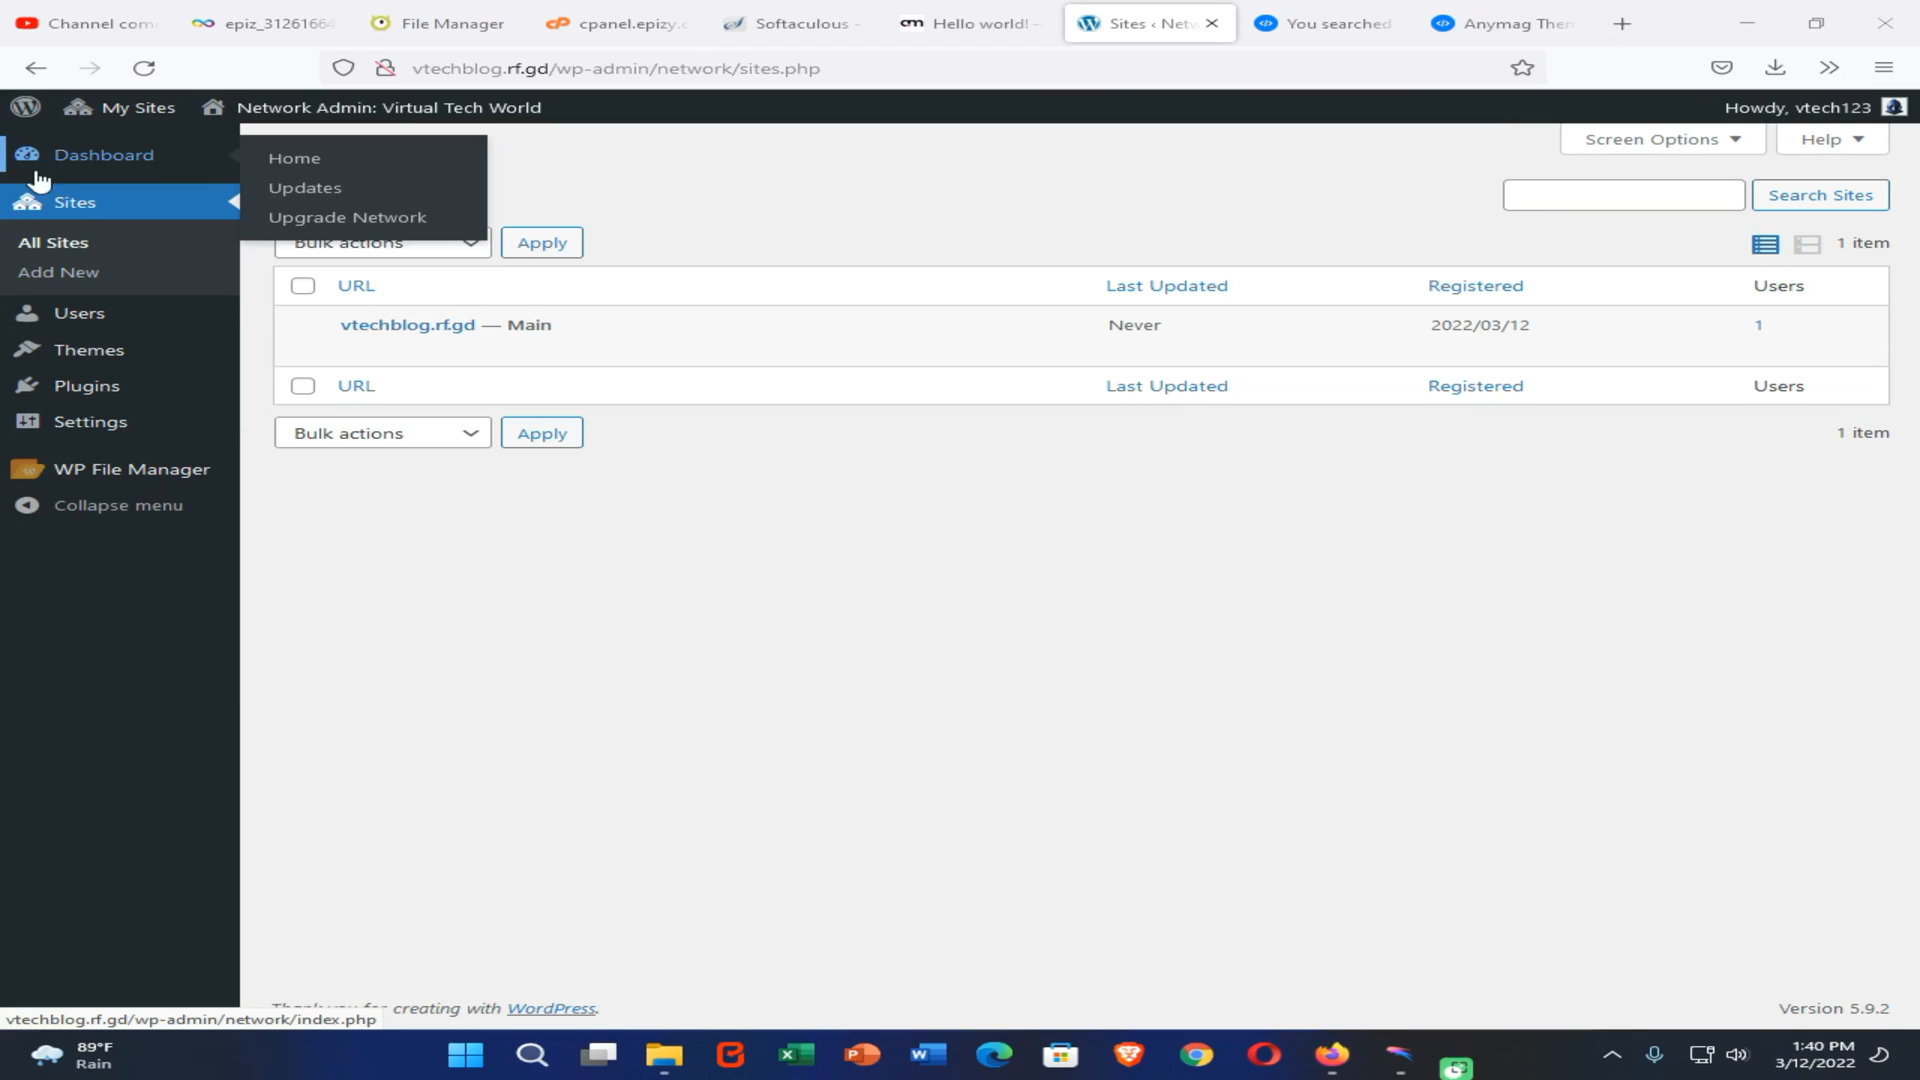 Channel com
epiz_31261664
File Manager
cpanel.epizy.c
Softaculous -
cm Hello world! –
Sites ‹ Netw
You searched
Anymag Them
vtechblog.rf.gd/wp-admin/network/sites.php
My Sites
Network Admin: Virtual Tech World
Howdy, vtech123
Dashboard
Home
Updates
Upgrade Network
Screen Options
Help
Sites
Search Sites
All Sites
Add New
Bulk actions
Apply
1 item
URL
Last Updated
Registered
Users
vtechblog.rf.gd — Main
Never
2022/03/12
1
URL
Last Updated
Registered
Users
Users
Themes
Plugins
Settings
WP File Manager
Collapse menu
Bulk actions
Apply
1 item
Thank you for creating with WordPress.
Version 5.9.2
vtechblog.rf.gd/wp-admin/network/index.php
89°F
Rain
1:40 PM
3/12/2022